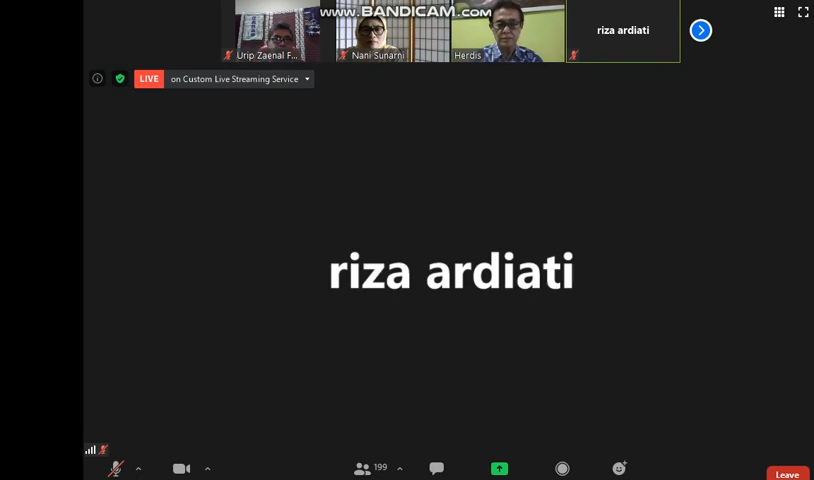 www.BANDICAM.com
Urip Zaenal F...
Nani Sunarni
Herdis
riza ardiati
LIVE
on Custom Live Streaming Service
riza ardiati
199
Leave